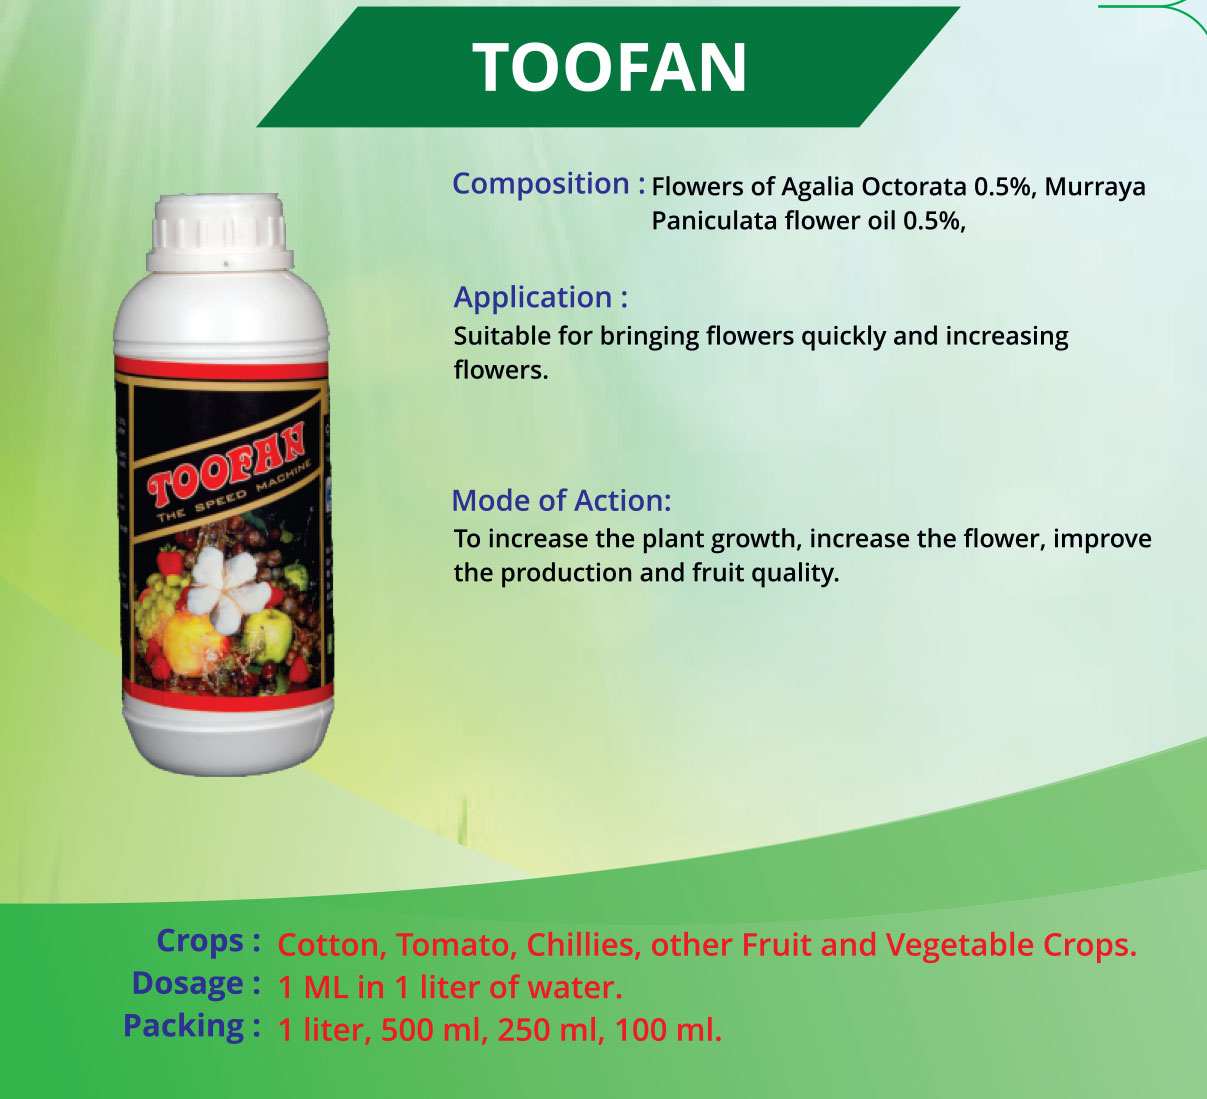 TOOFAN
Composition : Flowers of Agalia Octorata 0.5%, Murraya
Paniculata flower oil 0.5%,
Application :
Suitable for bringing flowers quickly and increasing
flowers.
TOOFAN
THE SPEED MACHINE
Mode of Action:
To increase the plant growth, increase the flower, improve
the production and fruit quality.
Crops : Cotton, Tomato, Chillies, other Fruit and Vegetable Crops.
Dosage : 1 ML in 1 liter of water.
Packing : 1 liter, 500 ml, 250 ml, 100 ml.